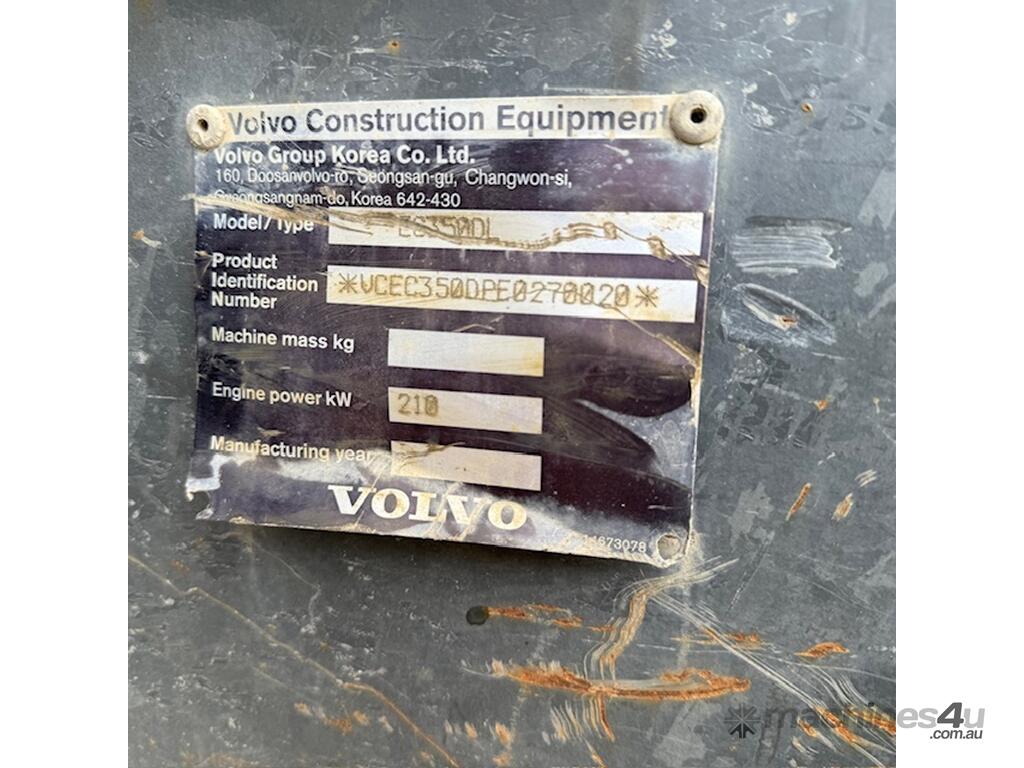 Volvo Construction Equipment
Volvo Group Korea Co. Ltd.
160, Doosanvolvo-ro, Seongsan-gu, Changwon-si,
Gyeongsangnam-do, Korea 642-430
Model/Type EC350DL
Product
Identification
Number *VCEC350DPE0270020*
Machine mass kg
Engine power kW 210
Manufacturing year
VOLVO
14673078
machines4u
.com.au